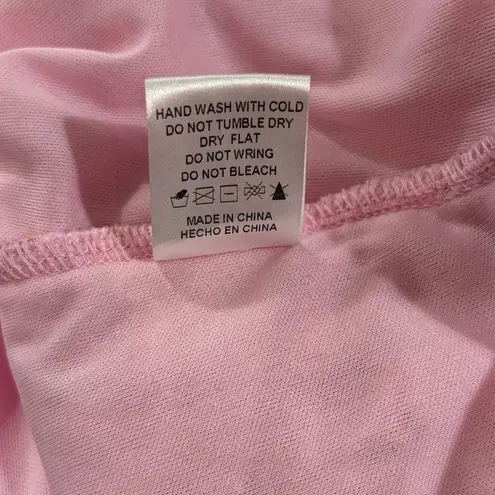 HAND WASH WITH COLD
DO NOT TUMBLE DRY
DRY FLAT
DO NOT WRING
DO NOT BLEACH
MADE IN CHINA
HECHO EN CHINA